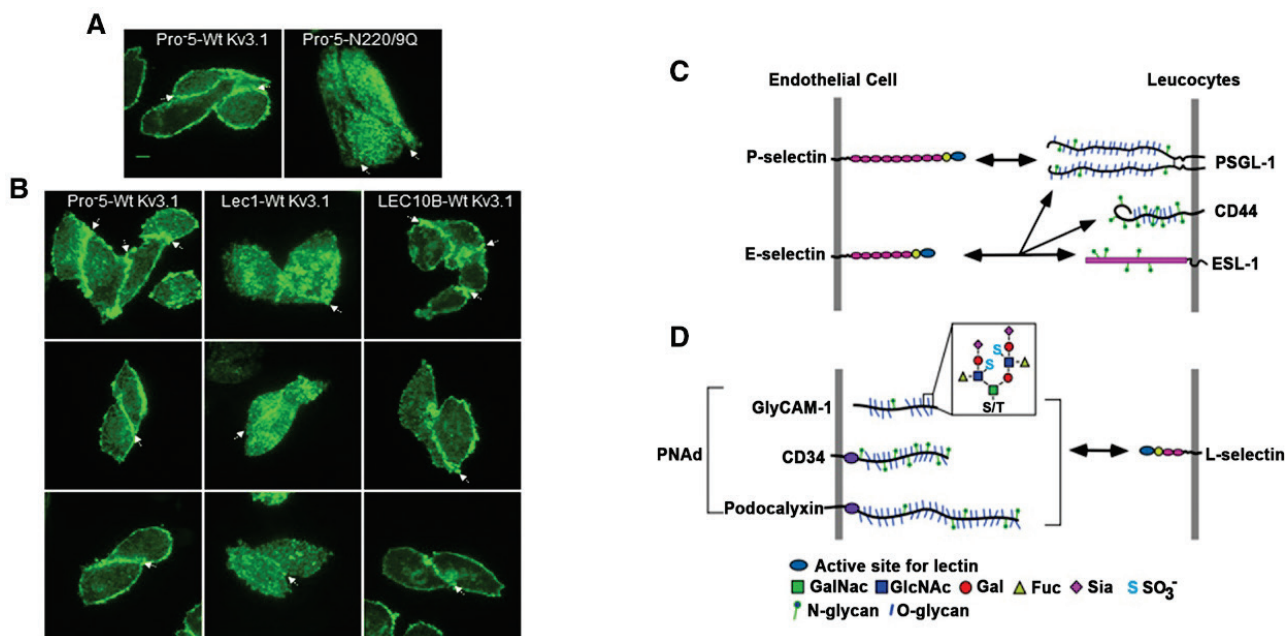 A
Pro⁻5-Wt Kv3.1
Pro⁻5-N220/9Q
B
Pro⁻5-Wt Kv3.1
Lec1-Wt Kv3.1
LEC10B-Wt Kv3.1
C
Endothelial Cell
Leucocytes
P-selectin
PSGL-1
CD44
E-selectin
ESL-1
D
S
S
S/T
GlyCAM-1
PNAd
CD34
L-selectin
Podocalyxin
Active site for lectin
GalNac GlcNAc Gal Fuc Sia S SO₃⁻
N-glycan O-glycan